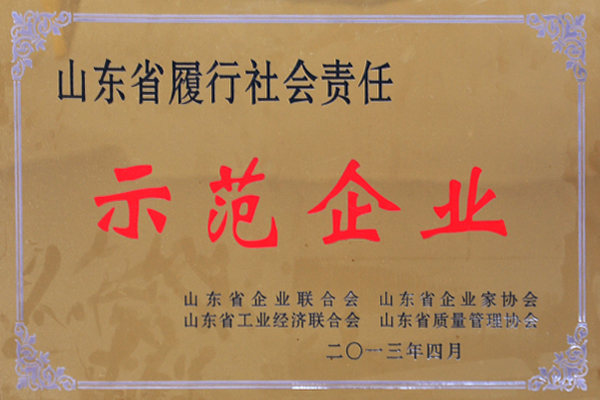 山东省履行社会责任
示范企业
山东省企业联合会 山东省企业家协会
山东省工业经济联合会 山东省质量管理协会
二〇一三年四月